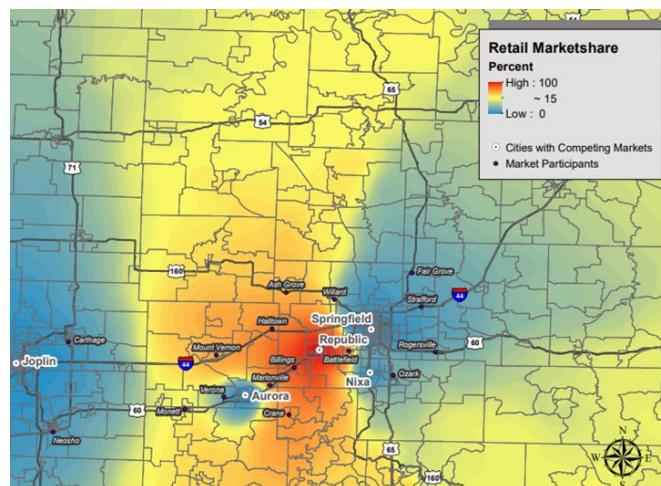 54
65
Retail Marketshare
Percent
High : 100
~ 15
Low : 0
Cities with Competing Markets
Market Participants
54
71
65
160
Ash Grove
Willard
Fair Grove
Strafford
44
Springfield
Halltown
Republic
Carthage
Joplin
Mount Vernon
44
Billings
Battlefield
Rogersville
60
Marionville
Nixa
Ozark
Verona
Aurora
60
Monett
Crane
Neosho
65
160
N
W
E
S